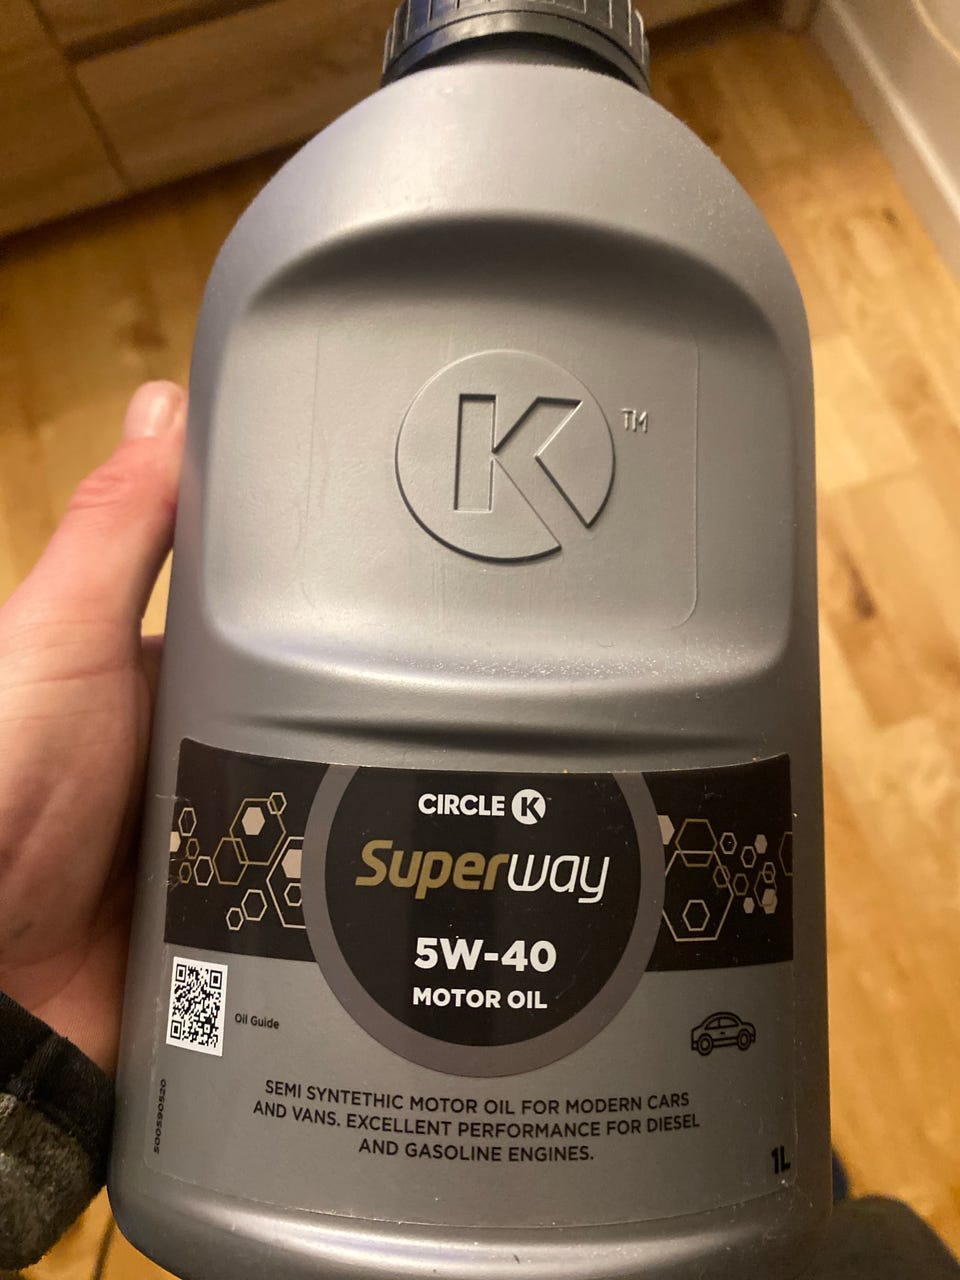 K
TM
CIRCLE K
Superway
5W-40
MOTOR OIL
Oil Guide
SEMI SYNTETHIC MOTOR OIL FOR MODERN CARS
AND VANS. EXCELLENT PERFORMANCE FOR DIESEL
AND GASOLINE ENGINES.
500590520
1L